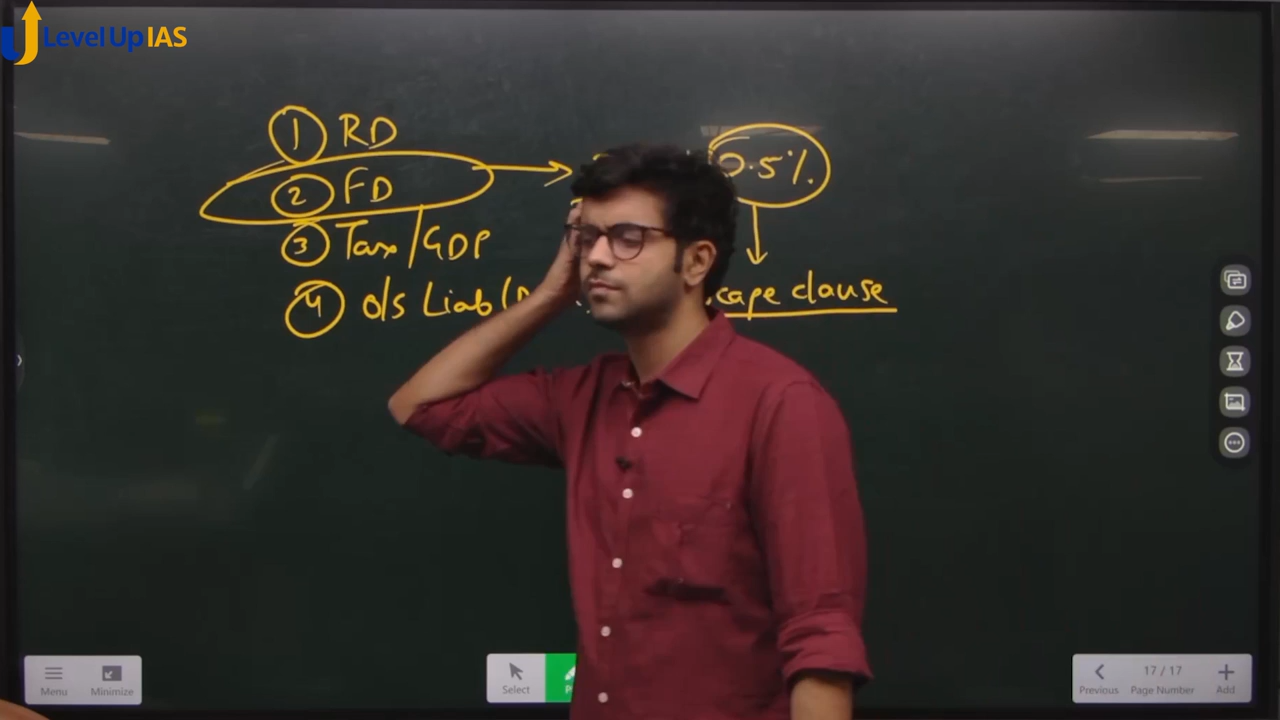 Level Up IAS
1 RD
2 FD
0.5%
3 Tax/GDP
4 o/s Liab (
cape clause
Menu
Minimize
Select
Previous
17 / 17
Page Number
Add